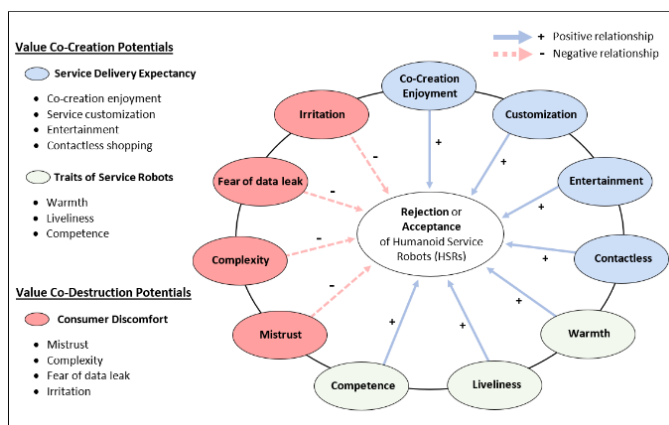 Value Co-Creation Potentials
Service Delivery Expectancy
• Co-creation enjoyment
• Service customization
• Entertainment
• Contactless shopping
Traits of Service Robots
• Warmth
• Liveliness
• Competence
Value Co-Destruction Potentials
Consumer Discomfort
• Mistrust
• Complexity
• Fear of data leak
• Irritation
+ Positive relationship
- Negative relationship
Co-Creation
Enjoyment
Customization
Entertainment
Contactless
Warmth
Liveliness
Competence
Mistrust
Complexity
Fear of data leak
Irritation
+
+
+
+
+
+
+
-
-
-
-
Rejection or
Acceptance
of Humanoid Service
Robots (HSRs)